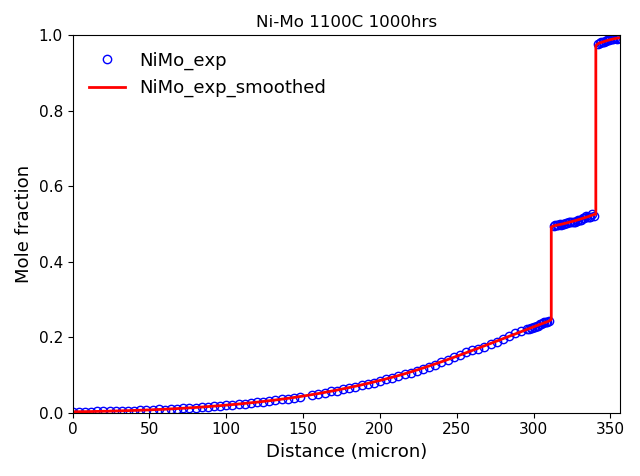 Ni-Mo 1100C 1000hrs
NiMo_exp
NiMo_exp_smoothed
Mole fraction
1.0
0.8
0.6
0.4
0.2
0.0
0 50 100 150 200 250 300 350
Distance (micron)